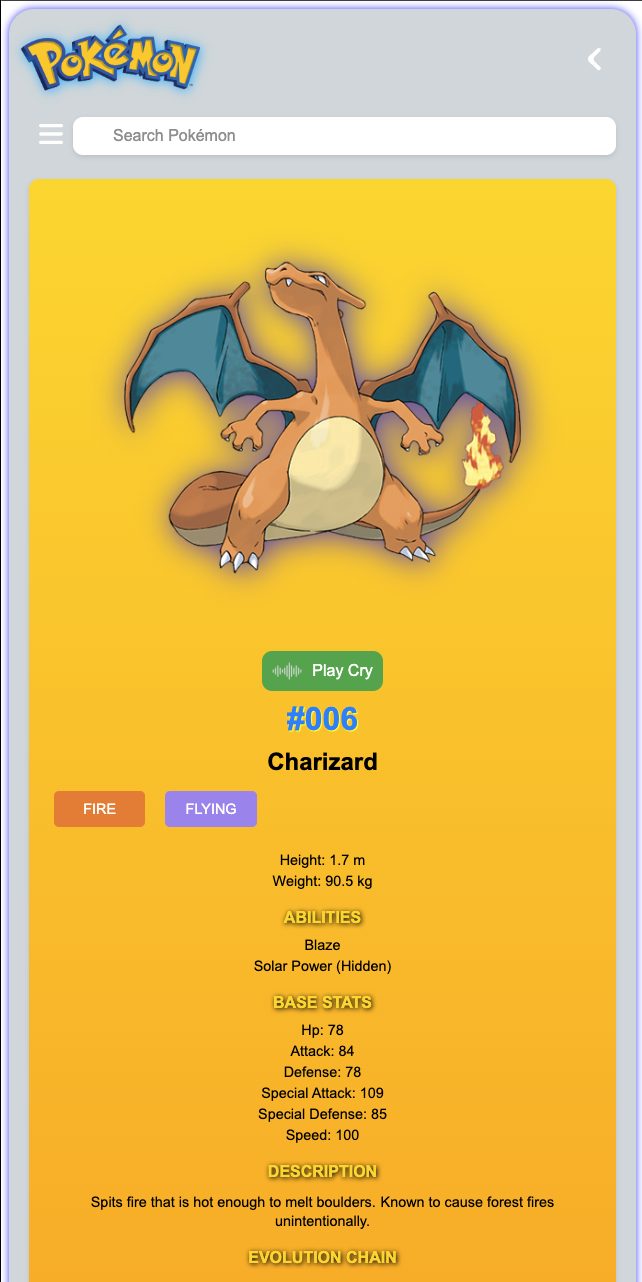 POKéMON
Search Pokémon
Play Cry
#006
Charizard
FIRE FLYING
Height: 1.7 m
Weight: 90.5 kg
ABILITIES
Blaze
Solar Power (Hidden)
BASE STATS
Hp: 78
Attack: 84
Defense: 78
Special Attack: 109
Special Defense: 85
Speed: 100
DESCRIPTION
Spits fire that is hot enough to melt boulders. Known to cause forest fires
unintentionally.
EVOLUTION CHAIN